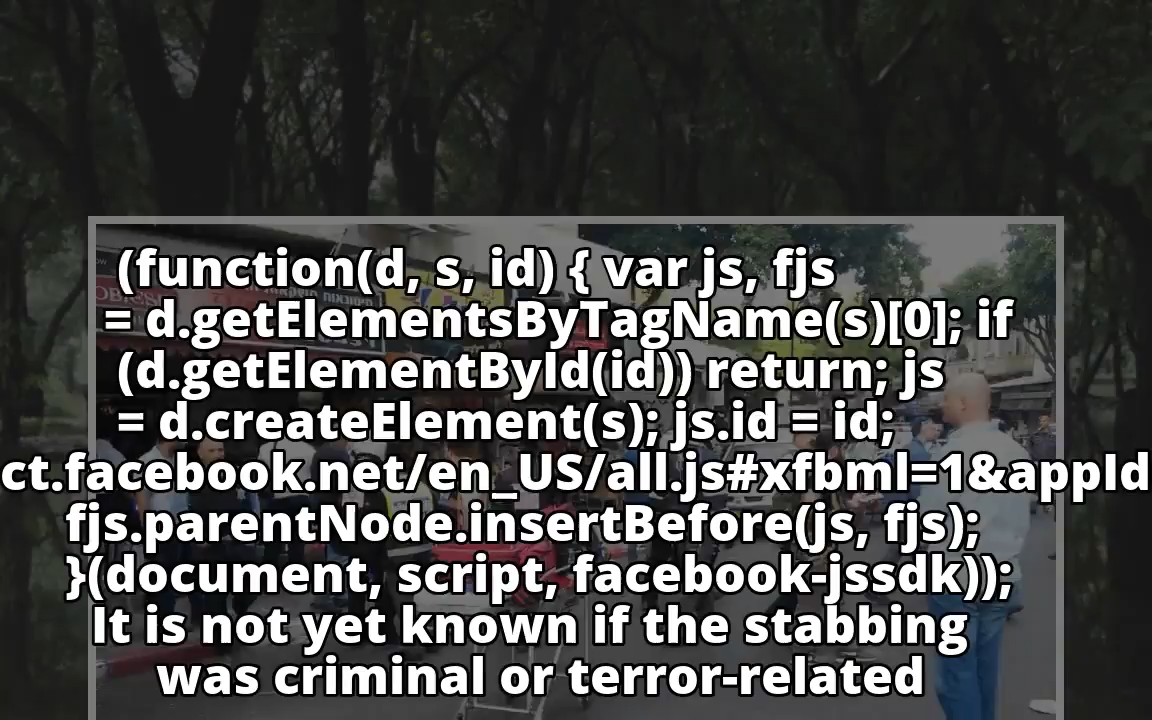 (function(d, s, id) { var js, fjs
= d.getElementsByTagName(s)[0]; if
(d.getElementById(id)) return; js
= d.createElement(s); js.id = id;
ct.facebook.net/en_US/all.js#xfbml=1&appId
fjs.parentNode.insertBefore(js, fjs);
}(document, script, facebook-jssdk));
It is not yet known if the stabbing
was criminal or terror-related